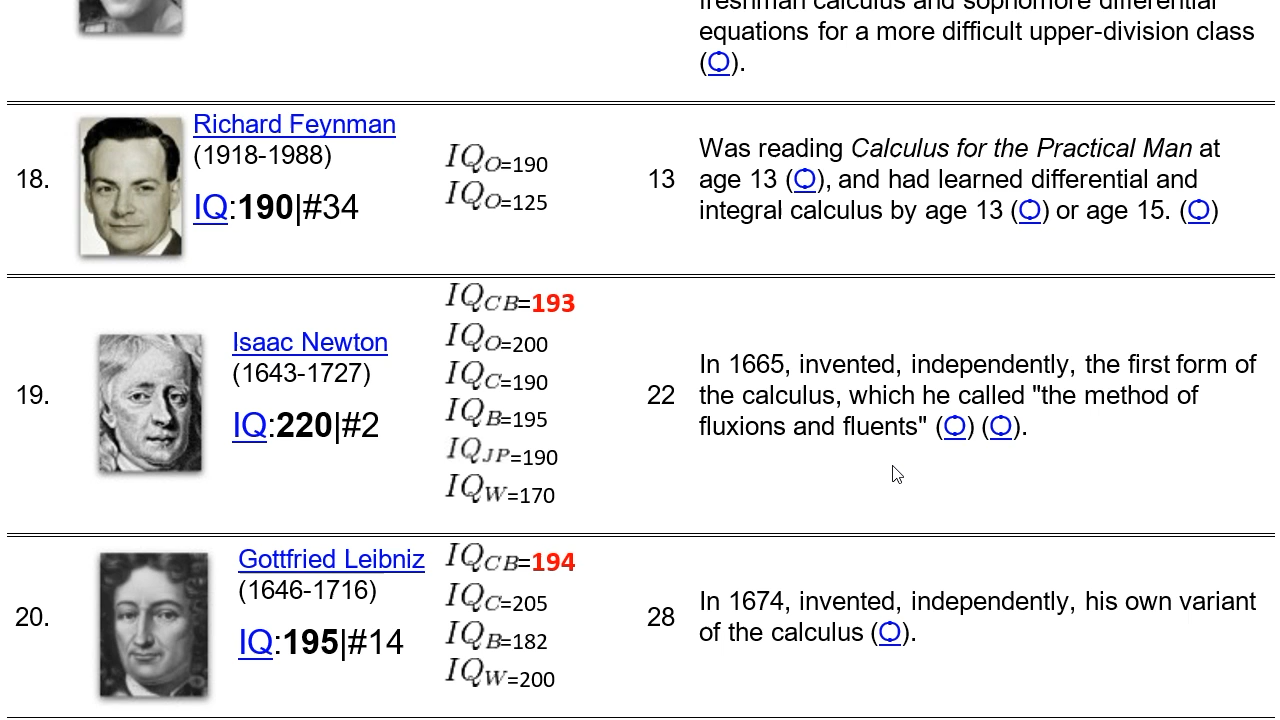 freshman calculus and sophomore differential
equations for a more difficult upper-division class
(Q).
18.
Richard Feynman
(1918-1988)
IQ:190|#34
IQO=190
IQO=125
13
Was reading Calculus for the Practical Man at
age 13 (Q), and had learned differential and
integral calculus by age 13 (Q) or age 15. (Q)
19.
Isaac Newton
(1643-1727)
IQ:220|#2
IQCB=193
IQO=200
IQC=190
IQB=195
IQJP=190
IQW=170
22
In 1665, invented, independently, the first form of
the calculus, which he called "the method of
fluxions and fluents" (Q) (Q).
20.
Gottfried Leibniz
(1646-1716)
IQ:195|#14
IQCB=194
IQC=205
IQB=182
IQW=200
28
In 1674, invented, independently, his own variant
of the calculus (Q).